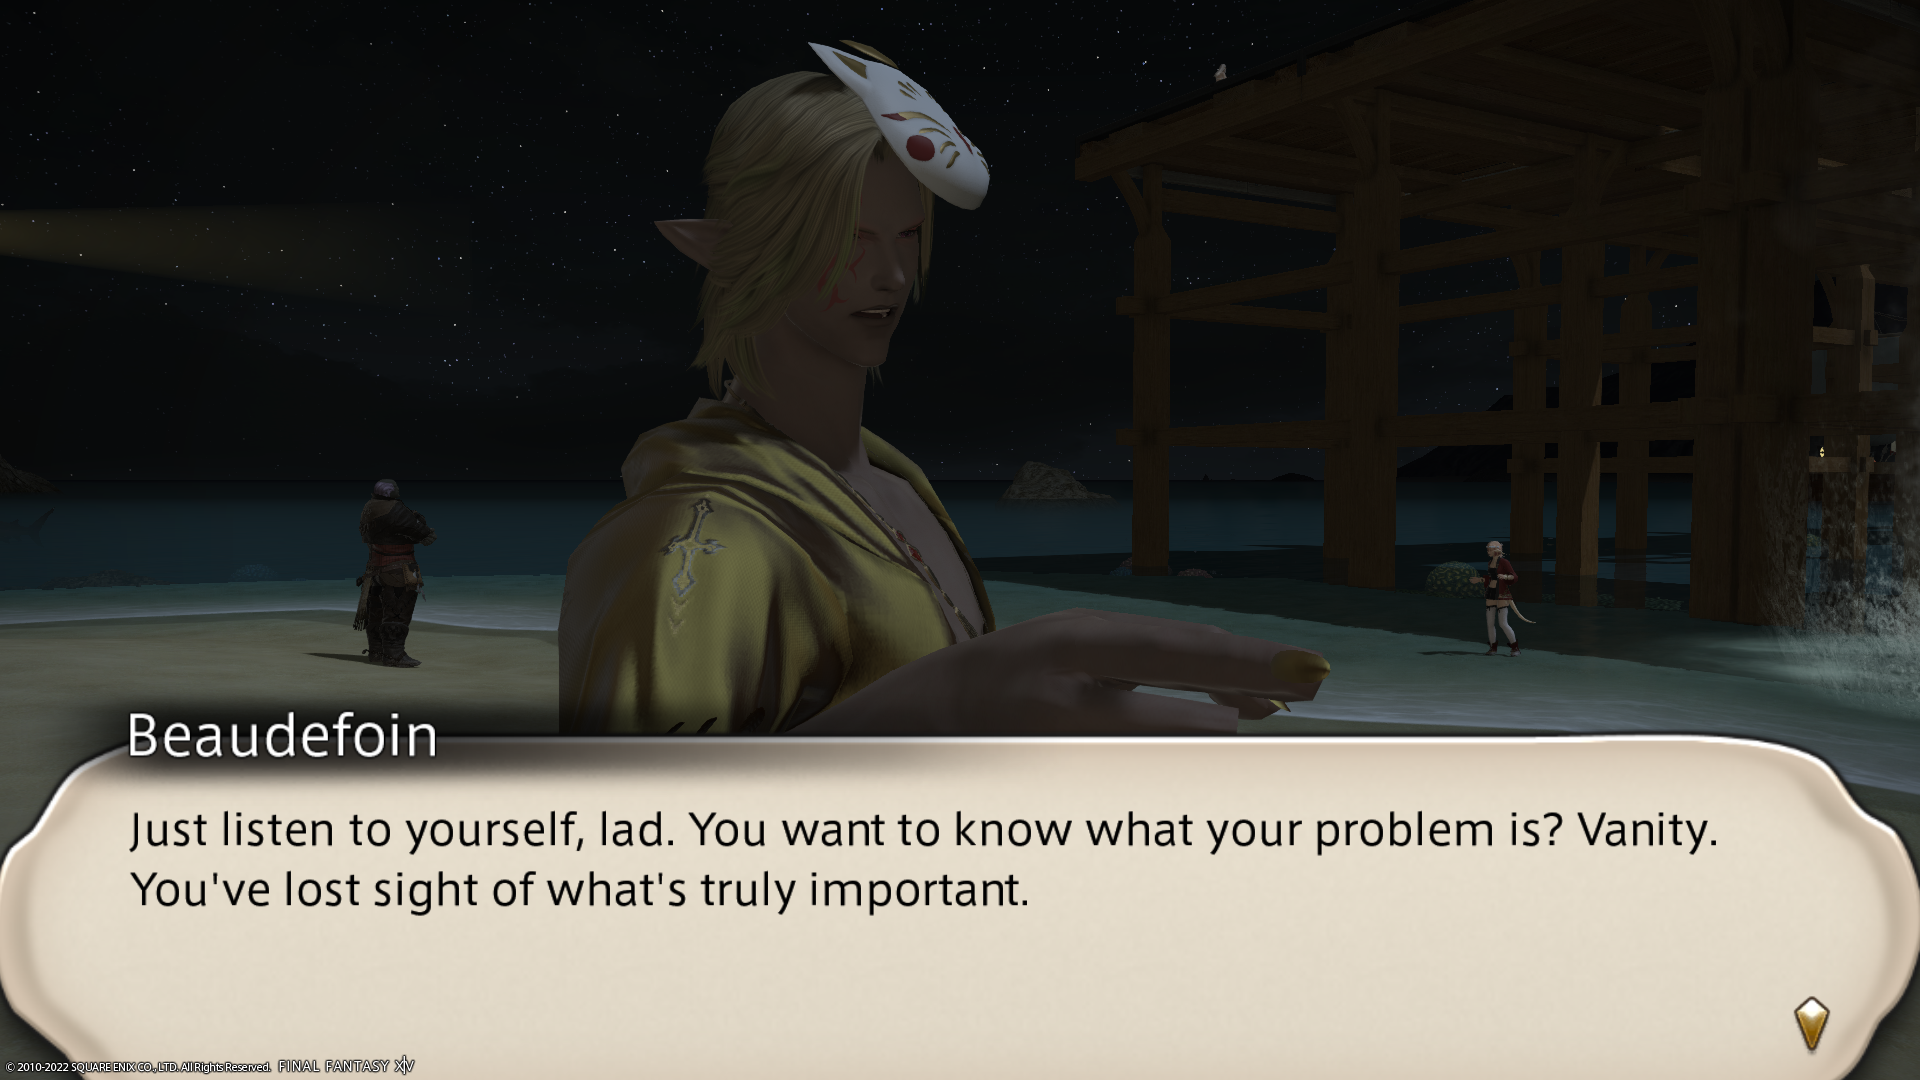 Beaudefoin
Just listen to yourself, lad. You want to know what your problem is? Vanity.
You've lost sight of what's truly important.
© 2010-2022 SQUARE ENIX CO., LTD. All Rights Reserved. FINAL FANTASY XIV